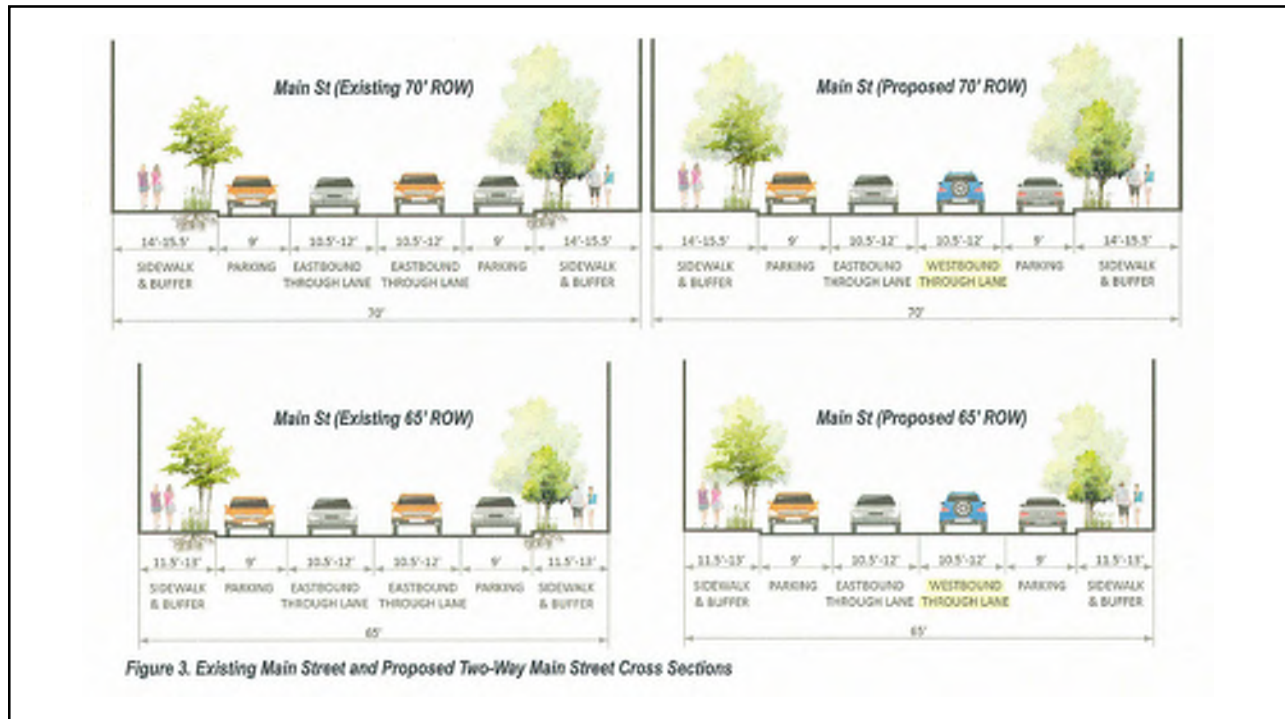 Main St (Existing 70' ROW)
14'-15.5' 9' 10.5'-12' 10.5'-12' 9' 14'-15.5'
SIDEWALK & BUFFER
PARKING
EASTBOUND THROUGH LANE
EASTBOUND THROUGH LANE
PARKING
SIDEWALK & BUFFER
70'
Main St (Proposed 70' ROW)
14'-15.5' 9' 10.5'-12' 10.5'-12' 9' 14'-15.5'
SIDEWALK & BUFFER
PARKING
EASTBOUND THROUGH LANE
WESTBOUND THROUGH LANE
PARKING
SIDEWALK & BUFFER
70'
Main St (Existing 65' ROW)
11.5'-13' 9' 10.5'-12' 10.5'-12' 9' 11.5'-13'
SIDEWALK & BUFFER
PARKING
EASTBOUND THROUGH LANE
EASTBOUND THROUGH LANE
PARKING
SIDEWALK & BUFFER
65'
Main St (Proposed 65' ROW)
11.5'-13' 9' 10.5'-12' 10.5'-12' 9' 11.5'-13'
SIDEWALK & BUFFER
PARKING
EASTBOUND THROUGH LANE
WESTBOUND THROUGH LANE
PARKING
SIDEWALK & BUFFER
65'
Figure 3. Existing Main Street and Proposed Two-Way Main Street Cross Sections